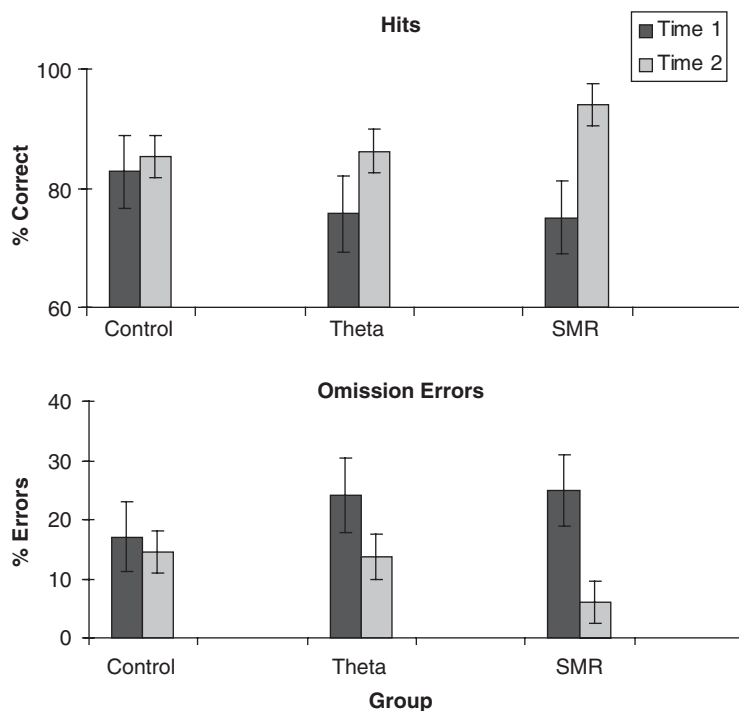 Hits
Time 1
Time 2
100
80
60
% Correct
Control Theta SMR
Omission Errors
40
30
20
10
0
% Errors
Control Theta SMR
Group